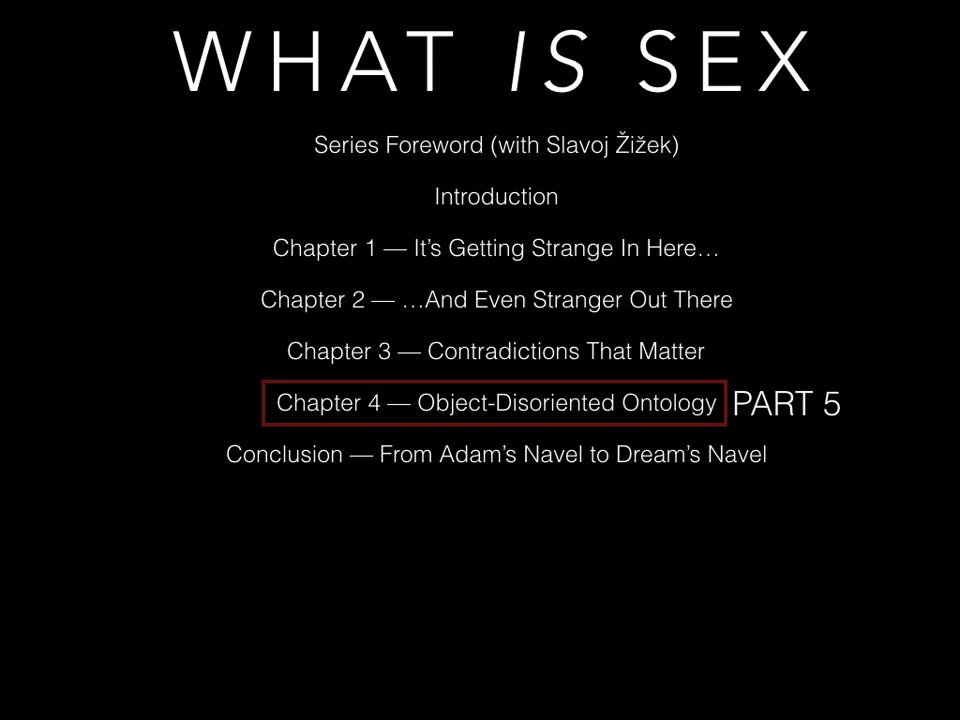 WHAT IS SEX
Series Foreword (with Slavoj Žižek)
Introduction
Chapter 1 — It’s Getting Strange In Here…
Chapter 2 — …And Even Stranger Out There
Chapter 3 — Contradictions That Matter
Chapter 4 — Object-Disoriented Ontology PART 5
Conclusion — From Adam’s Navel to Dream’s Navel